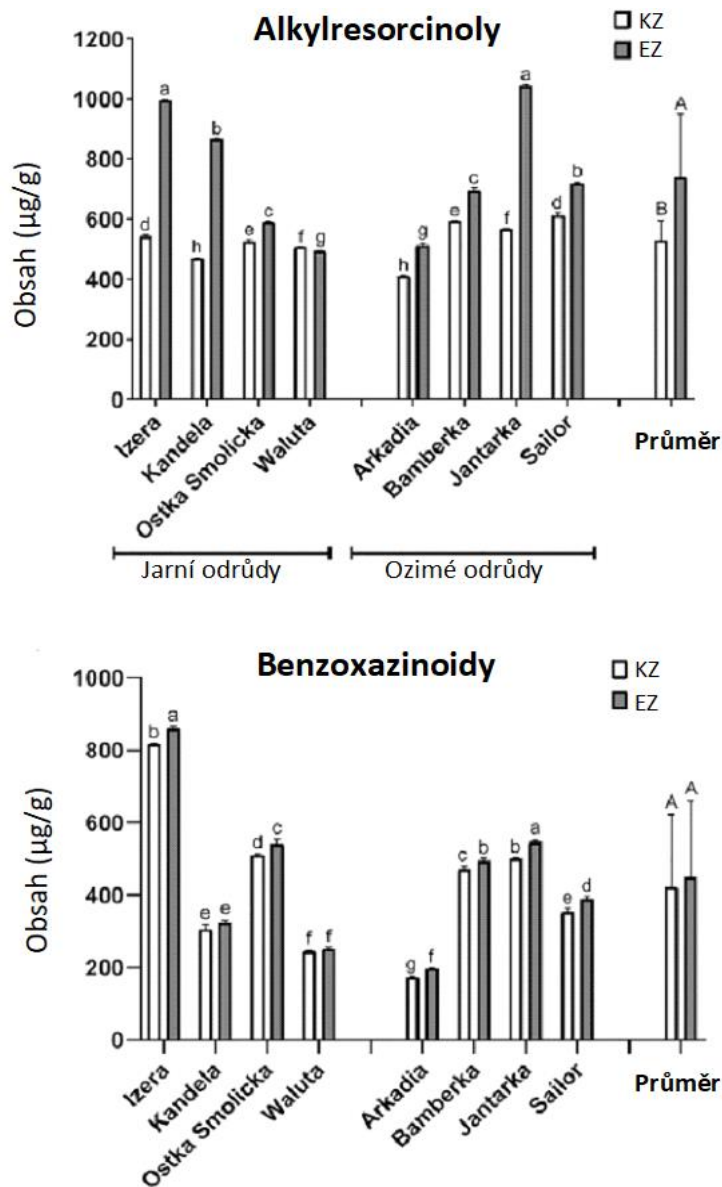 Alkylresorcinoly
KZ
EZ
Obsah (µg/g)
1200
1000
800
600
400
200
0
d a h b e c f g h g e c f a d b B A
Izera
Kandela
Ostka Smolicka
Waluta
Arkadia
Bamberka
Jantarka
Sailor
Průměr
Jarní odrůdy
Ozimé odrůdy
Benzoxazinoidy
KZ
EZ
Obsah (µg/g)
1000
800
600
400
200
0
b a e e d c f f g f c b b a e d A A
Izera
Kandela
Ostka Smolicka
Waluta
Arkadia
Bamberka
Jantarka
Sailor
Průměr